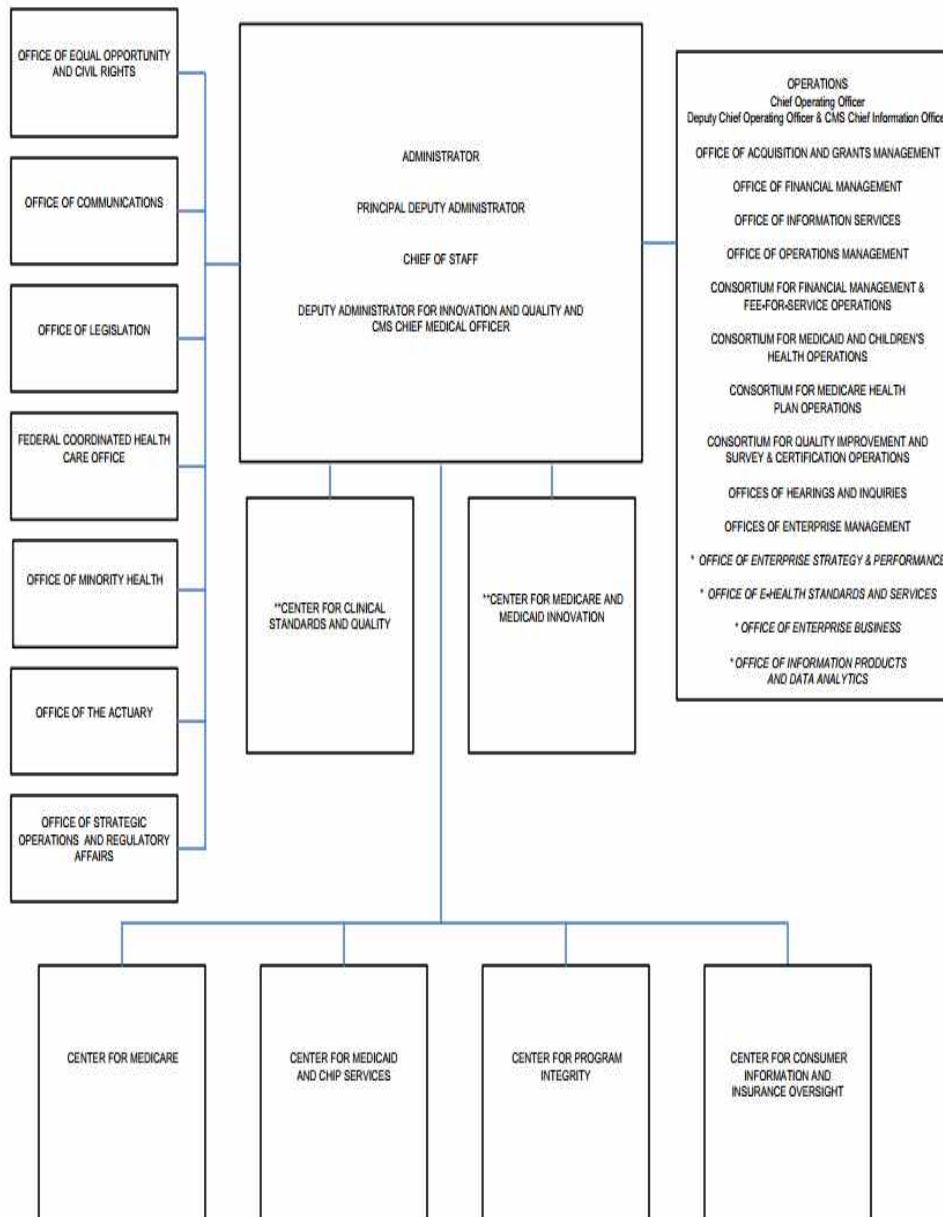 OFFICE OF EQUAL OPPORTUNITY
AND CIVIL RIGHTS
OFFICE OF COMMUNICATIONS
OFFICE OF LEGISLATION
FEDERAL COORDINATED HEALTH
CARE OFFICE
OFFICE OF MINORITY HEALTH
OFFICE OF THE ACTUARY
OFFICE OF STRATEGIC
OPERATIONS AND REGULATORY
AFFAIRS
ADMINISTRATOR
PRINCIPAL DEPUTY ADMINISTRATOR
CHIEF OF STAFF
DEPUTY ADMINISTRATOR FOR INNOVATION AND QUALITY AND
CMS CHIEF MEDICAL OFFICER
OPERATIONS
Chief Operating Officer
Deputy Chief Operating Officer & CMS Chief Information Office
OFFICE OF ACQUISITION AND GRANTS MANAGEMENT
OFFICE OF FINANCIAL MANAGEMENT
OFFICE OF INFORMATION SERVICES
OFFICE OF OPERATIONS MANAGEMENT
CONSORTIUM FOR FINANCIAL MANAGEMENT &
FEE-FOR-SERVICE OPERATIONS
CONSORTIUM FOR MEDICAID AND CHILDREN'S
HEALTH OPERATIONS
CONSORTIUM FOR MEDICARE HEALTH
PLAN OPERATIONS
CONSORTIUM FOR QUALITY IMPROVEMENT AND
SURVEY & CERTIFICATION OPERATIONS
OFFICES OF HEARINGS AND INQUIRIES
OFFICES OF ENTERPRISE MANAGEMENT
* OFFICE OF ENTERPRISE STRATEGY & PERFORMANCE
* OFFICE OF E-HEALTH STANDARDS AND SERVICES
* OFFICE OF ENTERPRISE BUSINESS
* OFFICE OF INFORMATION PRODUCTS
AND DATA ANALYTICS
**CENTER FOR CLINICAL
STANDARDS AND QUALITY
**CENTER FOR MEDICARE AND
MEDICAID INNOVATION
CENTER FOR MEDICARE
CENTER FOR MEDICAID
AND CHIP SERVICES
CENTER FOR PROGRAM
INTEGRITY
CENTER FOR CONSUMER
INFORMATION AND
INSURANCE OVERSIGHT